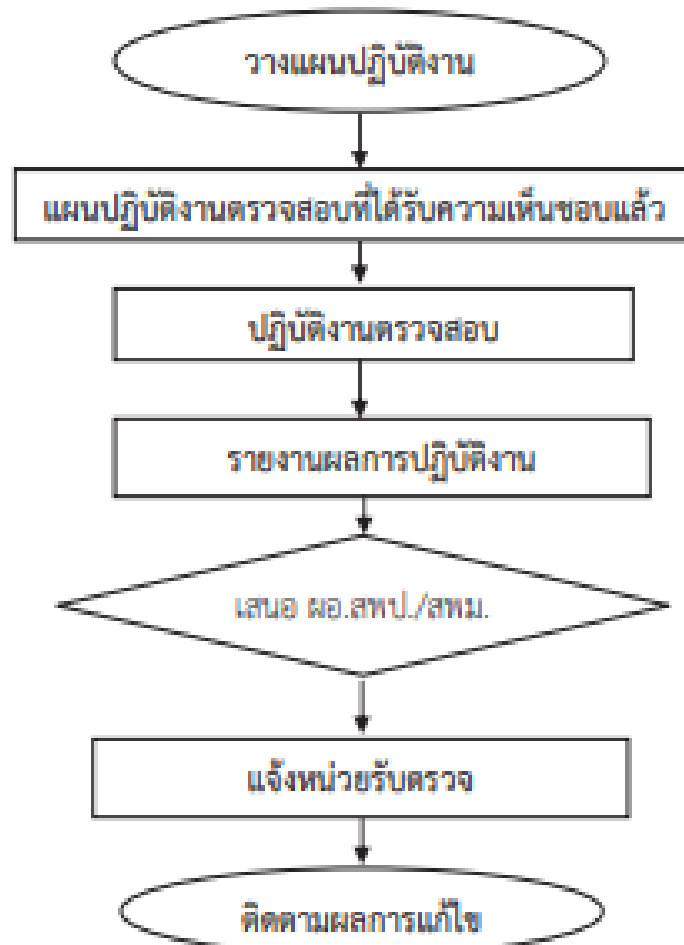 วางแผนปฏิบัติงาน
แผนปฏิบัติงานตรวจสอบที่ได้รับความเห็นชอบแล้ว
ปฏิบัติงานตรวจสอบ
รายงานผลการปฏิบัติงาน
เสนอ ผอ.สพป./สพม.
แจ้งหน่วยรับตรวจ
ติดตามผลการแก้ไข